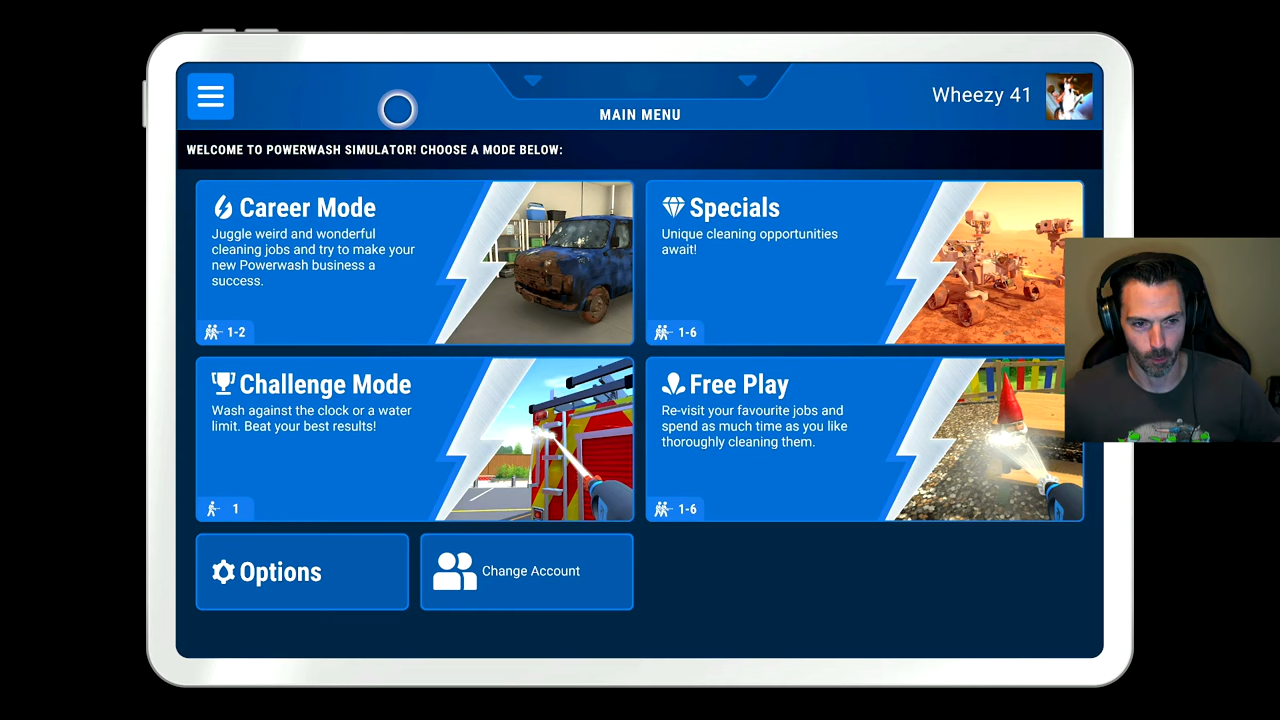 Wheezy 41
MAIN MENU
WELCOME TO POWERWASH SIMULATOR! CHOOSE A MODE BELOW:
Career Mode
Juggle weird and wonderful
cleaning jobs and try to make your
new Powerwash business a
success.
1-2
Specials
Unique cleaning opportunities
await!
1-6
Challenge Mode
Wash against the clock or a water
limit. Beat your best results!
1
Free Play
Re-visit your favourite jobs and
spend as much time as you like
thoroughly cleaning them.
1-6
Options
Change Account